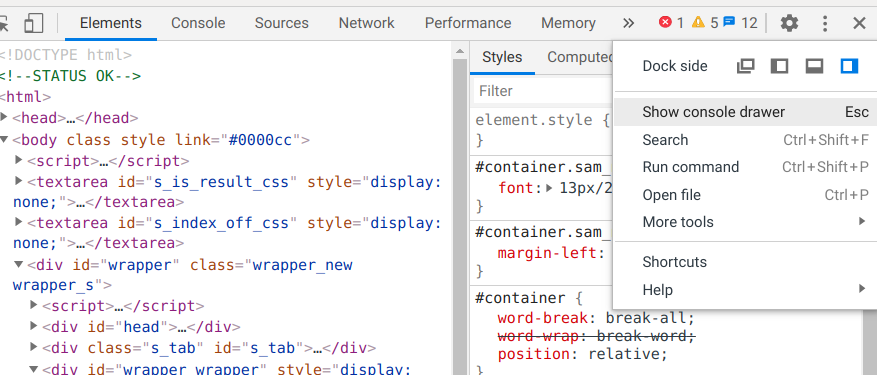 Elements Console Sources Network Performance Memory » 1 5 12
<!DOCTYPE html>
<!--STATUS OK-->
<html>
<head>…</head>
<body class style link="#0000cc">
<script>…</script>
<textarea id="s_is_result_css" style="display:
none;">…</textarea>
<textarea id="s_index_off_css" style="display:
none;">…</textarea>
<div id="wrapper" class="wrapper_new
wrapper_s">
<script>…</script>
<div id="head">…</div>
<div class="s_tab" id="s_tab">…</div>
<div id="wrapper_wrapper" style="display:
Styles Computed
Filter
element.style {
}
#container.sam_
font: 13px/2
}
#container.sam_
margin-left:
}
#container {
word-break: break-all;
word-wrap: break-word;
position: relative;
}
Dock side
Show console drawer Esc
Search Ctrl+Shift+F
Run command Ctrl+Shift+P
Open file Ctrl+P
More tools
Shortcuts
Help